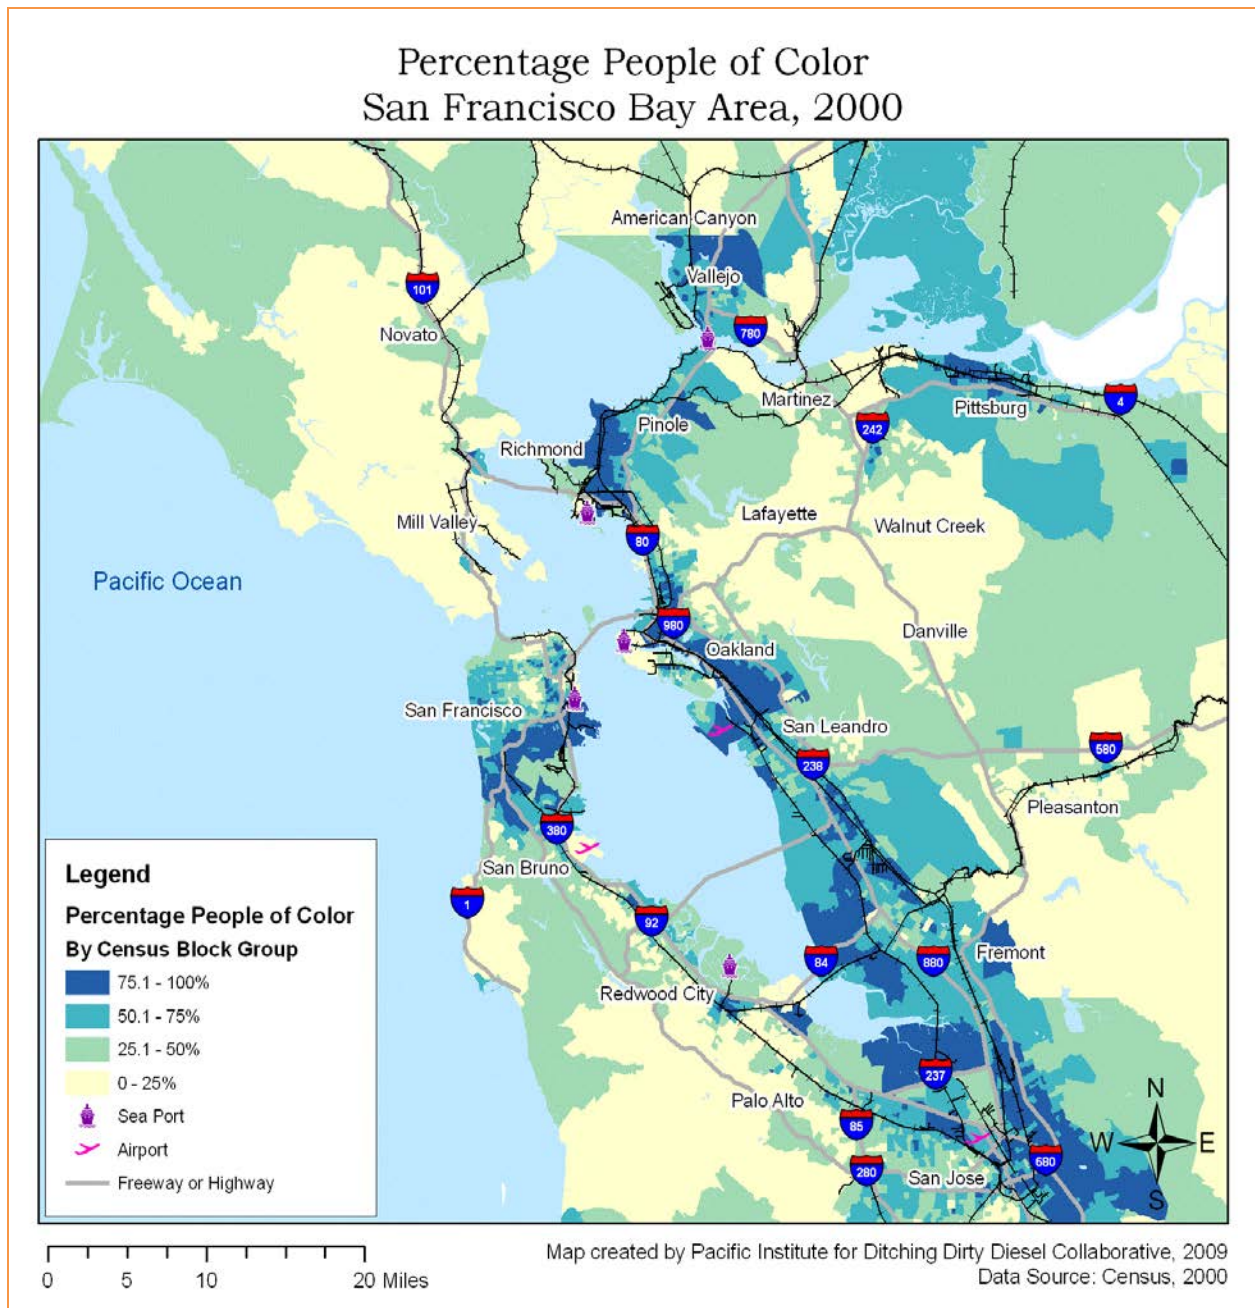 Percentage People of Color
San Francisco Bay Area, 2000
American Canyon
Vallejo
101
780
Novato
Martinez
4
Pittsburg
242
Pinole
Richmond
Lafayette
Walnut Creek
Mill Valley
80
Pacific Ocean
980
Danville
Oakland
San Francisco
San Leandro
580
238
Pleasanton
380
San Bruno
1
92
Fremont
84
880
Redwood City
237
Palo Alto
85
680
280
San Jose
N
W
E
S
Legend
Percentage People of Color
By Census Block Group
75.1 - 100%
50.1 - 75%
25.1 - 50%
0 - 25%
Sea Port
Airport
Freeway or Highway
0 5 10 20 Miles
Map created by Pacific Institute for Ditching Dirty Diesel Collaborative, 2009
Data Source: Census, 2000